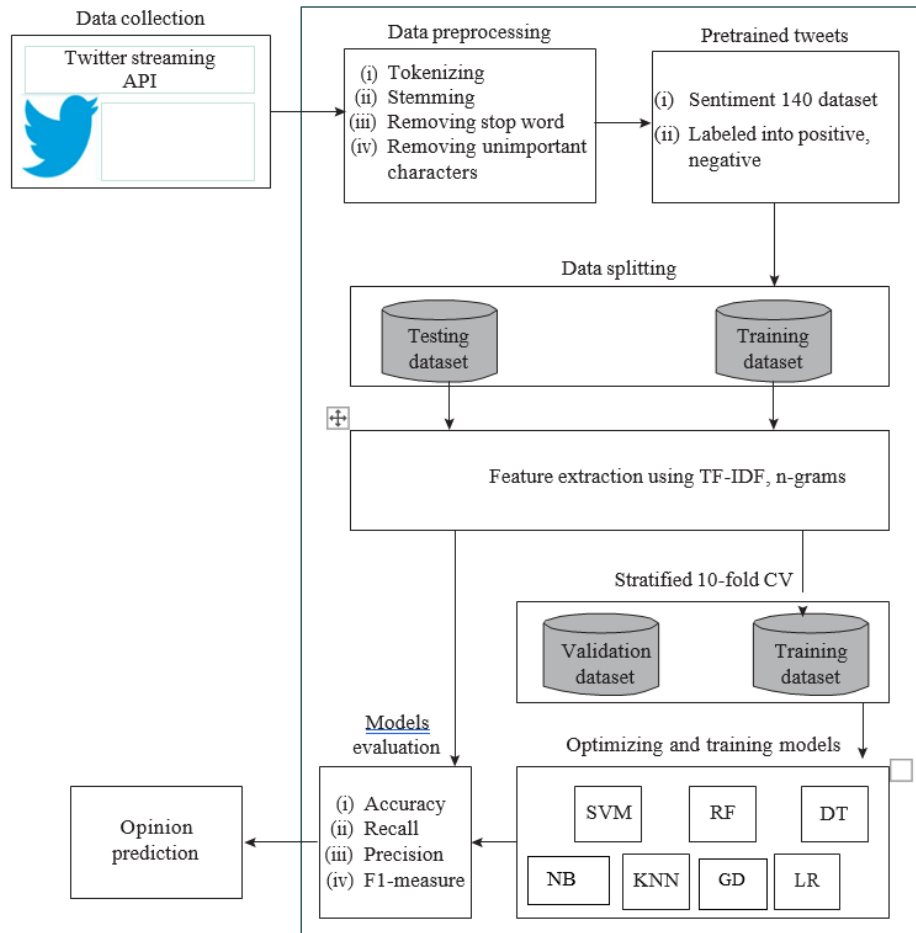 Data collection
Twitter streaming
API
Data preprocessing
(i) Tokenizing
(ii) Stemming
(iii) Removing stop word
(iv) Removing unimportant
characters
Pretrained tweets
(i) Sentiment 140 dataset
(ii) Labeled into positive,
negative
Data splitting
Testing
dataset
Training
dataset
Feature extraction using TF-IDF, n-grams
Stratified 10-fold CV
Validation
dataset
Training
dataset
Optimizing and training models
SVM
RF
DT
NB
KNN
GD
LR
Models
evaluation
(i) Accuracy
(ii) Recall
(iii) Precision
(iv) F1-measure
Opinion
prediction